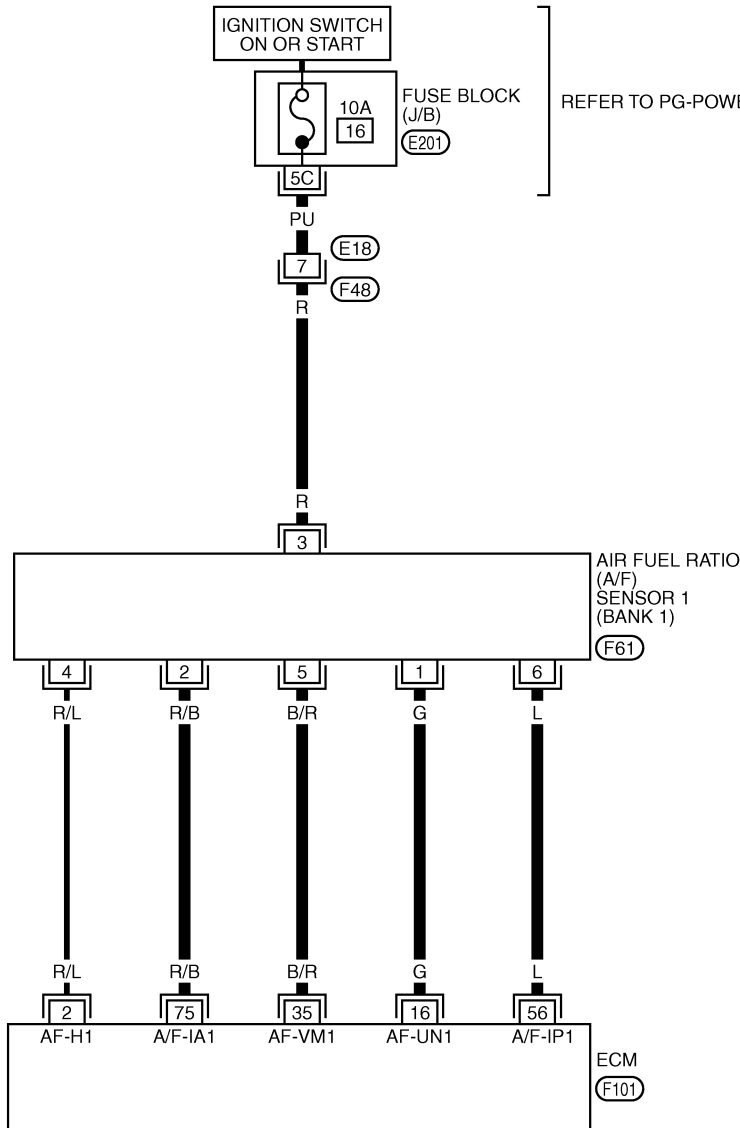 IGNITION SWITCH
ON OR START
FUSE BLOCK
(J/B)
E201
10A
16
REFER TO PG-POWE
5C
PU
E18
7
F48
R
R
3
AIR FUEL RATIO
(A/F)
SENSOR 1
(BANK 1)
F61
4 2 5 1 6
R/L R/B B/R G L
R/L R/B B/R G L
2 75 35 16 56
AF-H1 A/F-IA1 AF-VM1 AF-UN1 A/F-IP1
ECM
F101